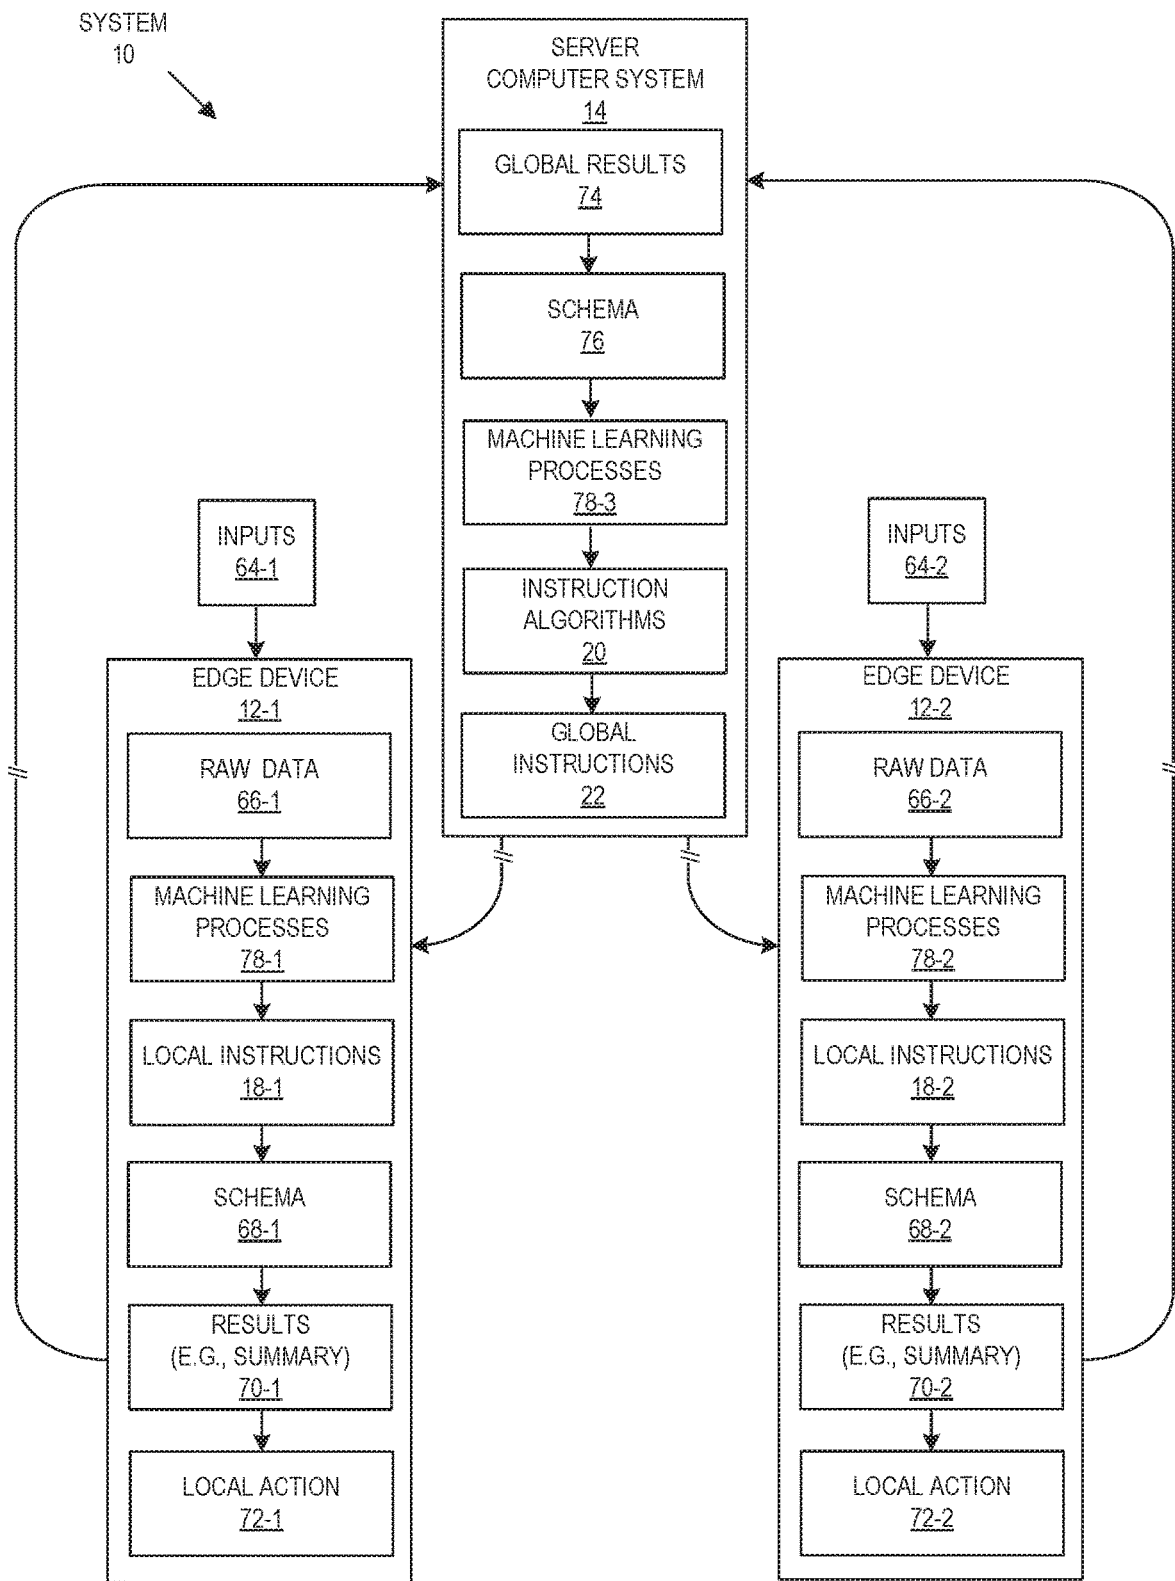 SYSTEM
10
SERVER
COMPUTER SYSTEM
14
GLOBAL RESULTS
74
SCHEMA
76
MACHINE LEARNING
PROCESSES
78-3
INSTRUCTION
ALGORITHMS
20
GLOBAL
INSTRUCTIONS
22
INPUTS
64-1
EDGE DEVICE
12-1
RAW DATA
66-1
MACHINE LEARNING
PROCESSES
78-1
LOCAL INSTRUCTIONS
18-1
SCHEMA
68-1
RESULTS
(E.G., SUMMARY)
70-1
LOCAL ACTION
72-1
INPUTS
64-2
EDGE DEVICE
12-2
RAW DATA
66-2
MACHINE LEARNING
PROCESSES
78-2
LOCAL INSTRUCTIONS
18-2
SCHEMA
68-2
RESULTS
(E.G., SUMMARY)
70-2
LOCAL ACTION
72-2